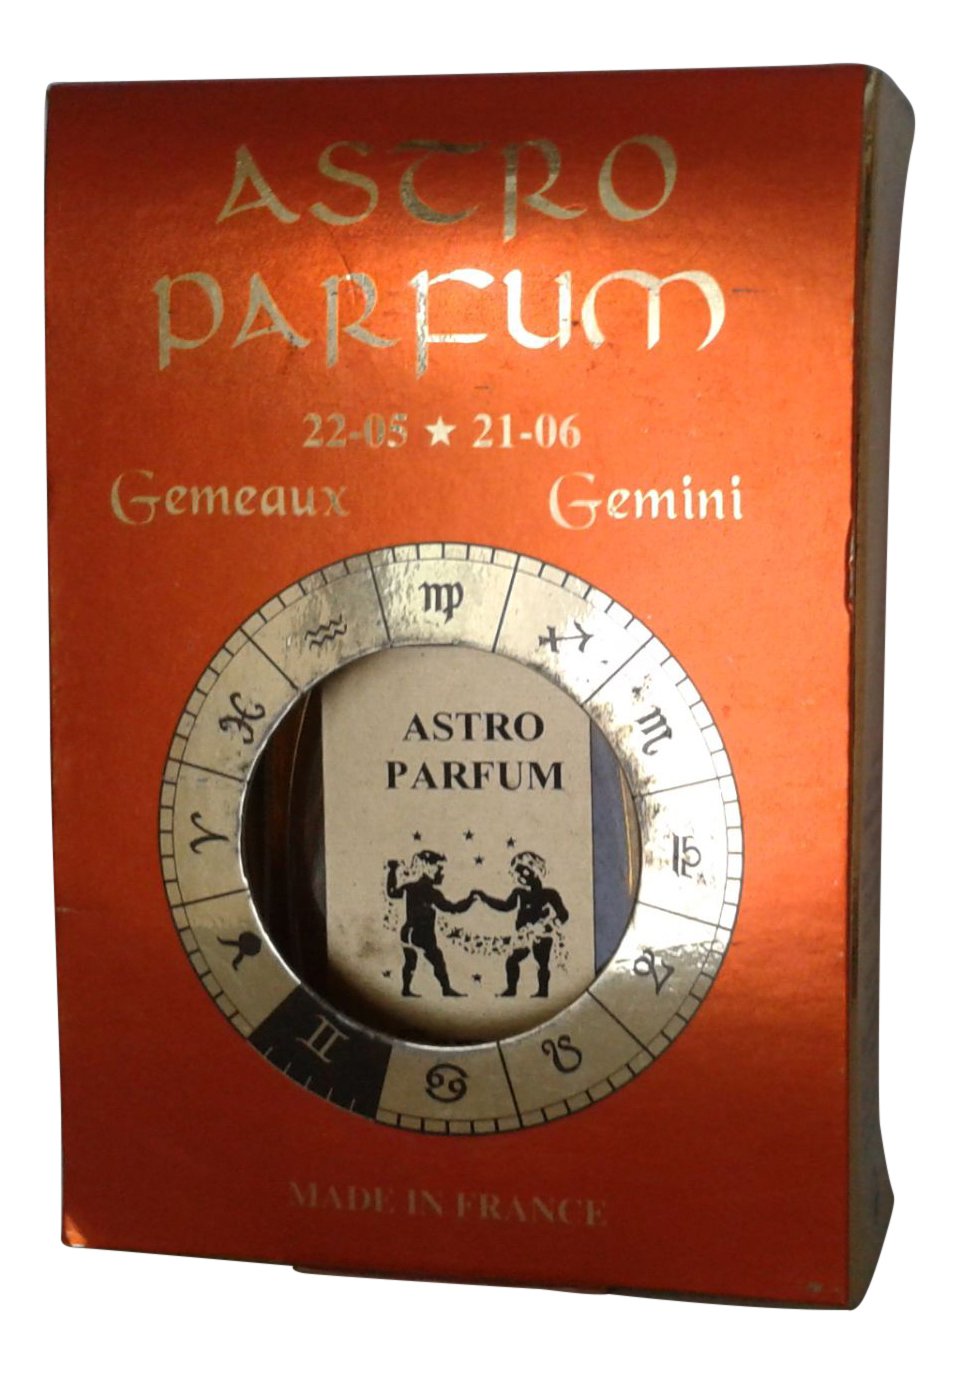 ASTRO
PARFUM
22-05 ★ 21-06
Gemeaux Gemini
ASTRO
PARFUM
MADE IN FRANCE